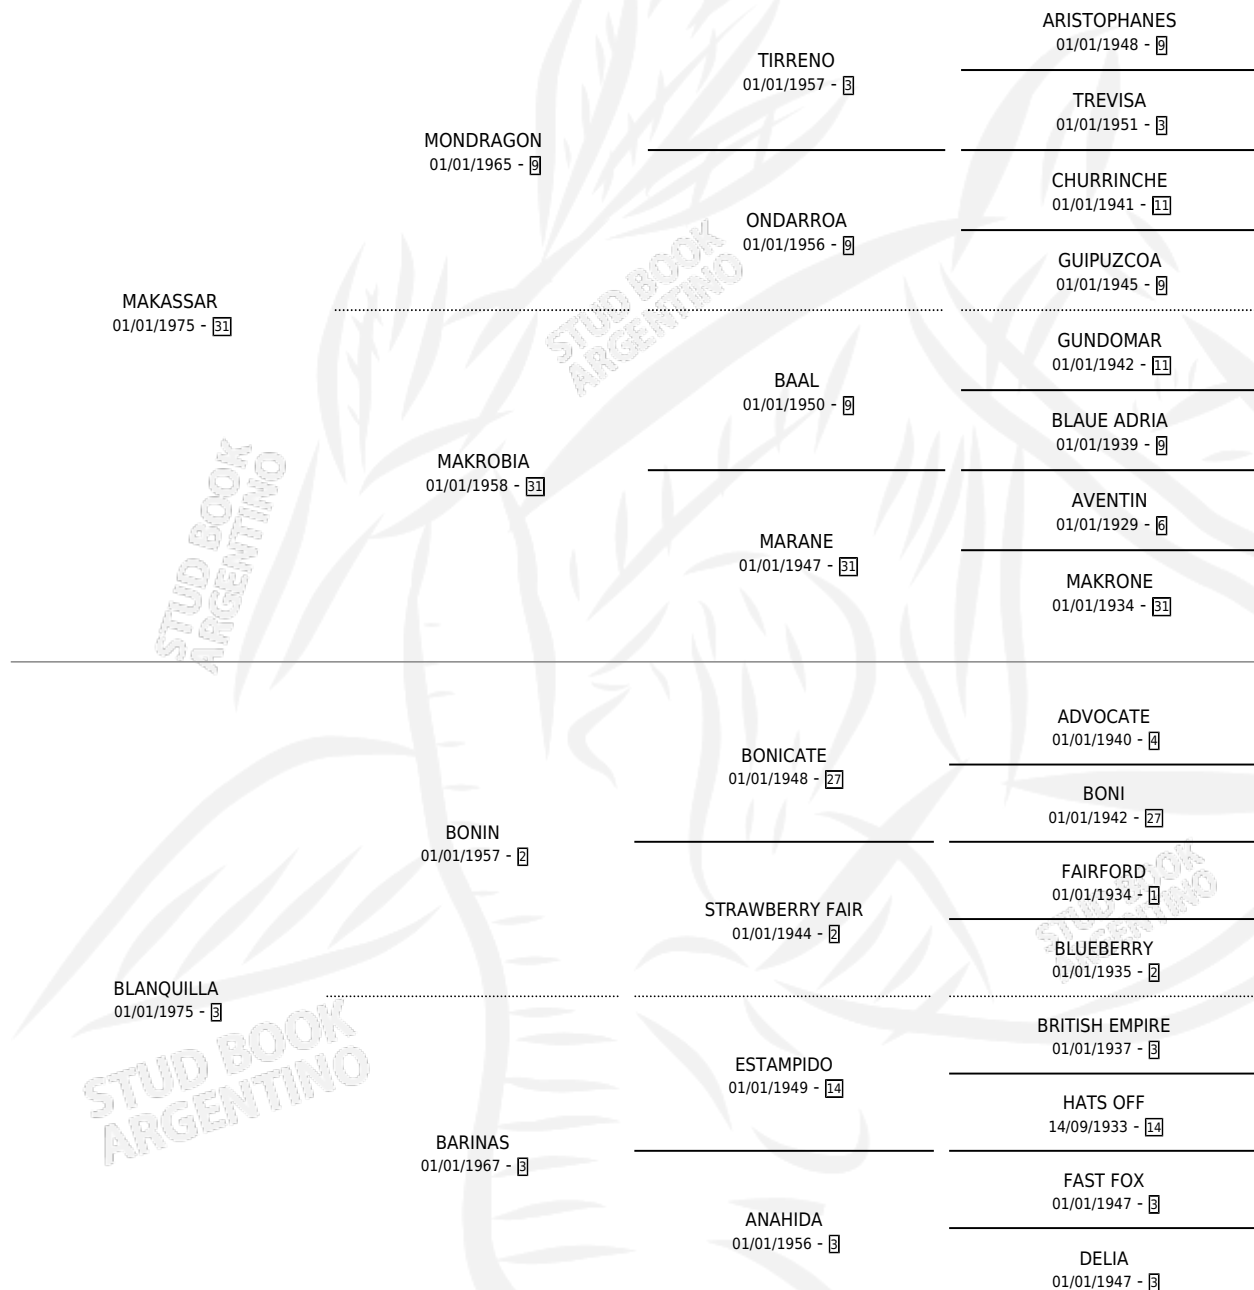 ARISTOPHANES
01/01/1948 - 9
TIRRENO
01/01/1957 - 3
TREVISA
01/01/1951 - 3
MONDRAGON
01/01/1965 - 9
CHURRINCHE
01/01/1941 - 11
ONDARROA
01/01/1956 - 9
GUIPUZCOA
01/01/1945 - 9
MAKASSAR
01/01/1975 - 31
STUD BOOK
ARGENTINO
GUNDOMAR
01/01/1942 - 11
BAAL
01/01/1950 - 9
BLAUE ADRIA
01/01/1939 - 9
MAKROBIA
01/01/1958 - 31
AVENTIN
01/01/1929 - 6
MARANE
01/01/1947 - 31
MAKRONE
01/01/1934 - 31
STUD BOOK
ARGENTINO
ADVOCATE
01/01/1940 - 4
BONICATE
01/01/1948 - 27
BONI
01/01/1942 - 27
BONIN
01/01/1957 - 2
FAIRFORD
01/01/1934 - 1
STRAWBERRY FAIR
01/01/1944 - 2
STUD BOOK
ARGENTINO
BLUEBERRY
01/01/1935 - 2
BLANQUILLA
01/01/1975 - 3
STUD BOOK
ARGENTINO
BRITISH EMPIRE
01/01/1937 - 3
ESTAMPIDO
01/01/1949 - 14
HATS OFF
14/09/1933 - 14
BARINAS
01/01/1967 - 3
FAST FOX
01/01/1947 - 3
ANAHIDA
01/01/1956 - 3
DELIA
01/01/1947 - 3